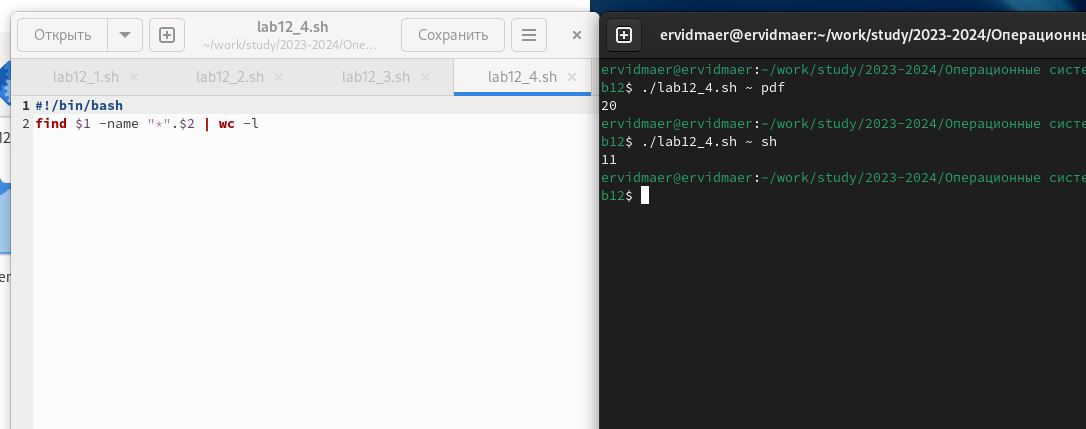 Открыть
lab12_4.sh
~/work/study/2023-2024/Опе...
Сохранить
lab12_1.sh
lab12_2.sh
lab12_3.sh
lab12_4.sh
1 #!/bin/bash
2 find $1 -name "*".$2 | wc -l
12
er
ervidmaer@ervidmaer:~/work/study/2023-2024/Операционны
ervidmaer@ervidmaer:~/work/study/2023-2024/Операционные систе
b12$ ./lab12_4.sh ~ pdf
20
ervidmaer@ervidmaer:~/work/study/2023-2024/Операционные систе
b12$ ./lab12_4.sh ~ sh
11
ervidmaer@ervidmaer:~/work/study/2023-2024/Операционные систе
b12$